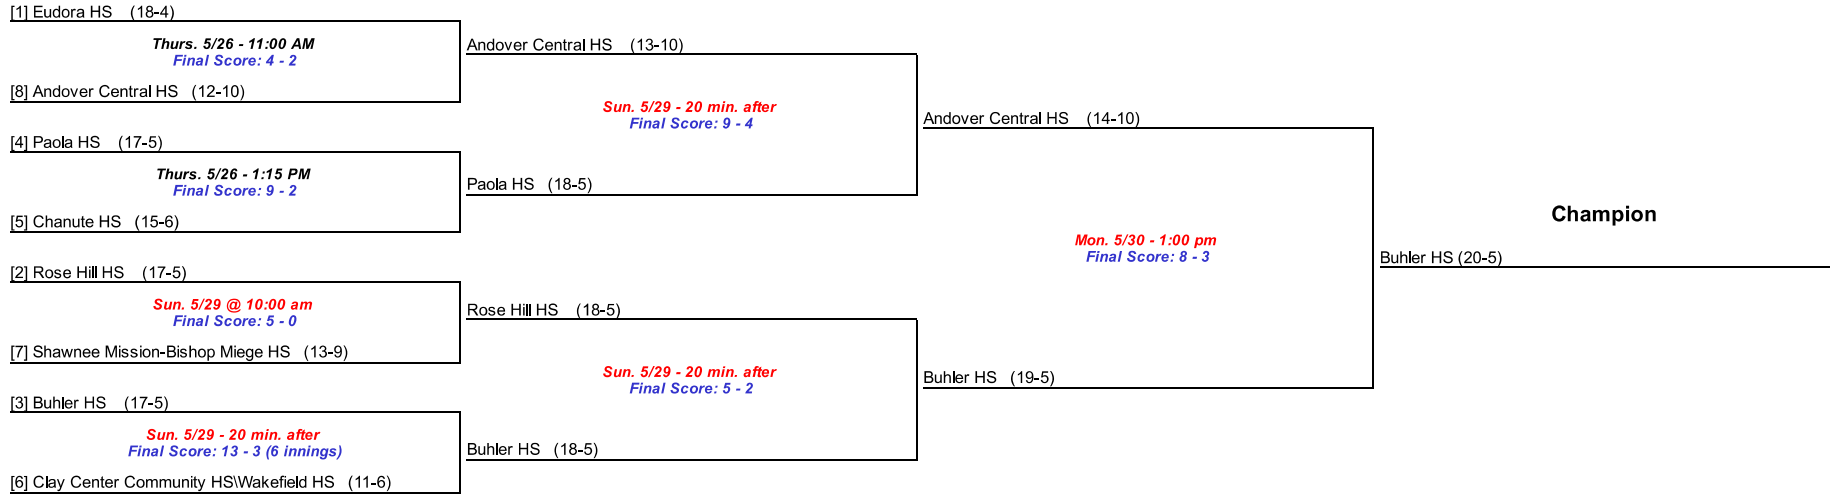 [1] Eudora HS (18-4)
Thurs. 5/26 - 11:00 AM
Final Score: 4 - 2
[8] Andover Central HS (12-10)
[4] Paola HS (17-5)
Thurs. 5/26 - 1:15 PM
Final Score: 9 - 2
[5] Chanute HS (15-6)
[2] Rose Hill HS (17-5)
Sun. 5/29 @ 10:00 am
Final Score: 5 - 0
[7] Shawnee Mission-Bishop Miege HS (13-9)
[3] Buhler HS (17-5)
Sun. 5/29 - 20 min. after
Final Score: 13 - 3 (6 innings)
[6] Clay Center Community HS\Wakefield HS (11-6)
Andover Central HS (13-10)
Sun. 5/29 - 20 min. after
Final Score: 9 - 4
Paola HS (18-5)
Rose Hill HS (18-5)
Sun. 5/29 - 20 min. after
Final Score: 5 - 2
Buhler HS (18-5)
Andover Central HS (14-10)
Mon. 5/30 - 1:00 pm
Final Score: 8 - 3
Buhler HS (19-5)
Champion
Buhler HS (20-5)